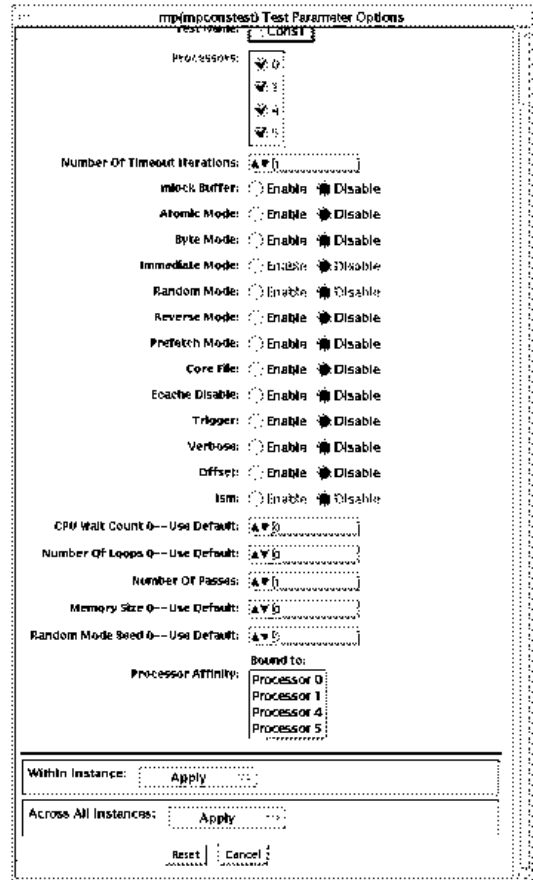 mp(mpconstest) Test Parameter Options
Test Name: Const
Processors: 0
4
5
Number Of Timeout Iterations: 1
mlock Buffer: Enable Disable
Atomic Mode: Enable Disable
Byte Mode: Enable Disable
Immediate Mode: Enable Disable
Random Mode: Enable Disable
Reverse Mode: Enable Disable
Prefetch Mode: Enable Disable
Core File: Enable Disable
Ecache Disable: Enable Disable
Trigger: Enable Disable
Verbose: Enable Disable
Offset: Enable Disable
Ism: Enable Disable
CPU Wait Count 0--Use Default: 0
Number Of Loops 0--Use Default: 0
Number Of Passes: 1
Memory Size 0--Use Default: 0
Random Mode Seed 0--Use Default:
Bound to:
Processor Affinity:
Processor 0
Processor 1
Processor 4
Processor 5
Within Instance: Apply
Across All Instances: Apply
Reset Cancel